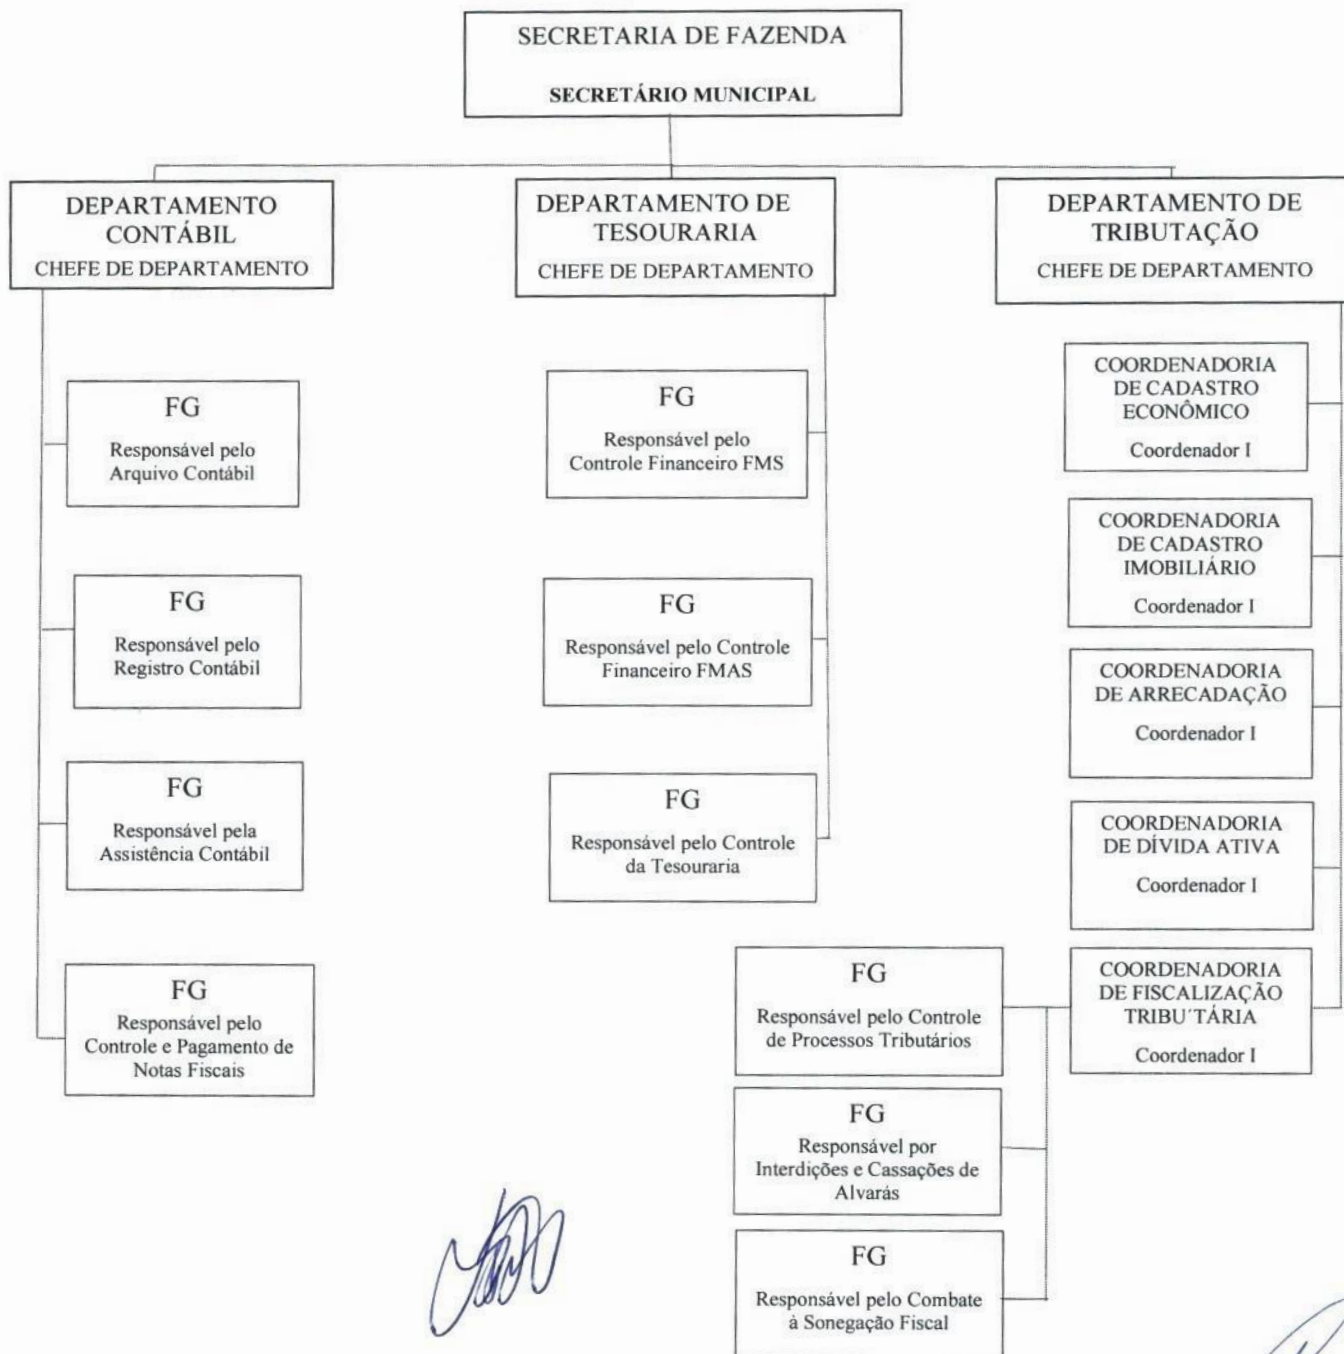 SECRETARIA DE FAZENDA
SECRETÁRIO MUNICIPAL
DEPARTAMENTO
CONTÁBIL
CHEFE DE DEPARTAMENTO
FG
Responsável pelo
Arquivo Contábil
FG
Responsável pelo
Registro Contábil
FG
Responsável pela
Assistência Contábil
FG
Responsável pelo
Controle e Pagamento de
Notas Fiscais
DEPARTAMENTO DE
TESOURARIA
CHEFE DE DEPARTAMENTO
FG
Responsável pelo
Controle Financeiro FMS
FG
Responsável pelo Controle
Financeiro FMAS
FG
Responsável pelo Controle
da Tesouraria
DEPARTAMENTO DE
TRIBUTAÇÃO
CHEFE DE DEPARTAMENTO
COORDENADORIA
DE CADASTRO
ECONÔMICO
Coordenador I
COORDENADORIA
DE CADASTRO
IMOBILIÁRIO
Coordenador I
COORDENADORIA
DE ARRECADAÇÃO
Coordenador I
COORDENADORIA
DE DÍVIDA ATIVA
Coordenador I
COORDENADORIA
DE FISCALIZAÇÃO
TRIBU´TÁRIA
Coordenador I
FG
Responsável pelo Controle
de Processos Tributários
FG
Responsável por
Interdições e Cassações de
Alvarás
FG
Responsável pelo Combate
à Sonegação Fiscal